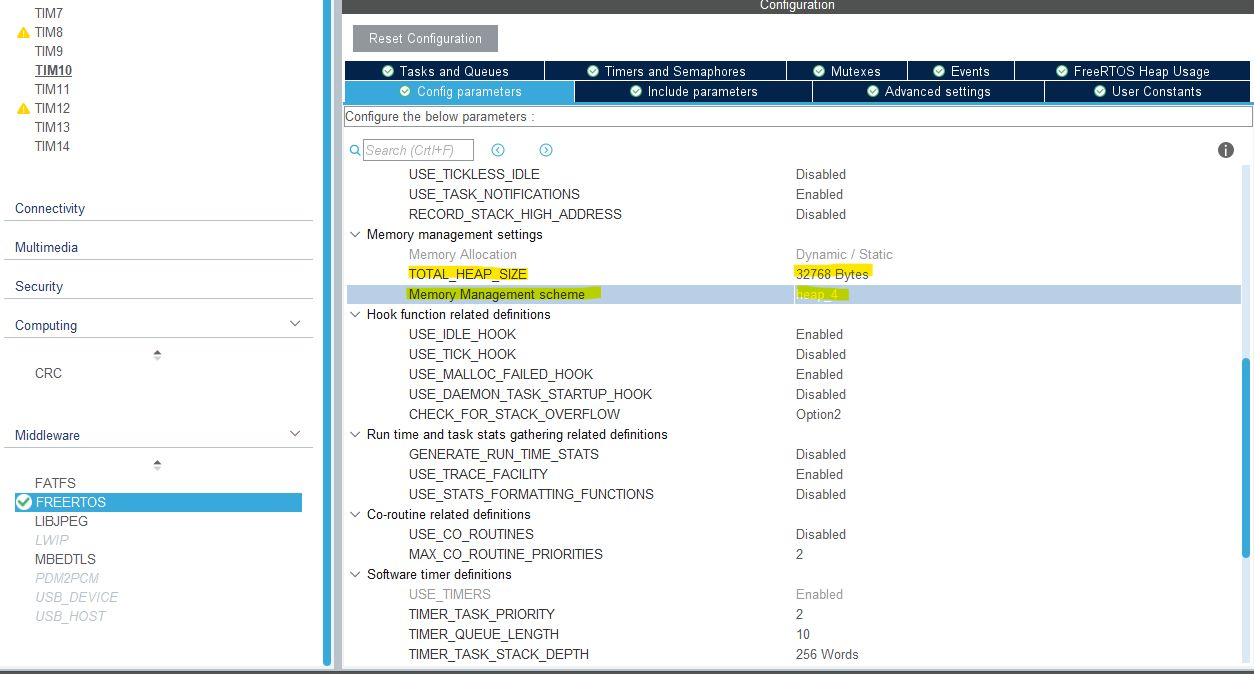 Configuration
TIM7
TIM8
TIM9
TIM10
TIM11
TIM12
TIM13
TIM14
Connectivity
Multimedia
Security
Computing
CRC
Middleware
FATFS
FREERTOS
LIBJPEG
LWIP
MBEDTLS
PDM2PCM
USB_DEVICE
USB_HOST
Reset Configuration
Tasks and Queues Timers and Semaphores Mutexes Events FreeRTOS Heap Usage
Config parameters Include parameters Advanced settings User Constants
Configure the below parameters :
Search (CrtI+F)
USE_TICKLESS_IDLE Disabled
USE_TASK_NOTIFICATIONS Enabled
RECORD_STACK_HIGH_ADDRESS Disabled
Memory management settings
Memory Allocation Dynamic / Static
TOTAL_HEAP_SIZE 32768 Bytes
Memory Management scheme heap_4
Hook function related definitions
USE_IDLE_HOOK Enabled
USE_TICK_HOOK Disabled
USE_MALLOC_FAILED_HOOK Enabled
USE_DAEMON_TASK_STARTUP_HOOK Disabled
CHECK_FOR_STACK_OVERFLOW Option2
Run time and task stats gathering related definitions
GENERATE_RUN_TIME_STATS Disabled
USE_TRACE_FACILITY Enabled
USE_STATS_FORMATTING_FUNCTIONS Disabled
Co-routine related definitions
USE_CO_ROUTINES Disabled
MAX_CO_ROUTINE_PRIORITIES 2
Software timer definitions
USE_TIMERS Enabled
TIMER_TASK_PRIORITY 2
TIMER_QUEUE_LENGTH 10
TIMER_TASK_STACK_DEPTH 256 Words